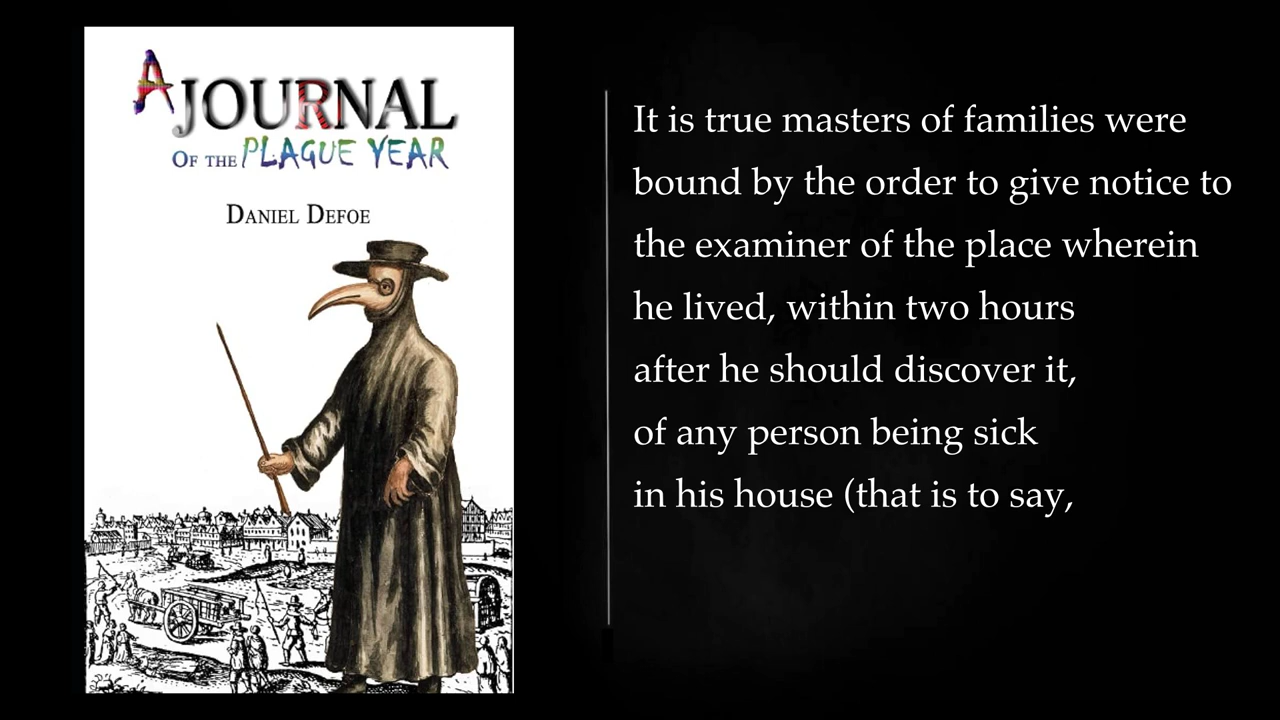 A JOURNAL
OF THE PLAGUE YEAR
DANIEL DEFOE
It is true masters of families were
bound by the order to give notice to
the examiner of the place wherein
he lived, within two hours
after he should discover it,
of any person being sick
in his house (that is to say,